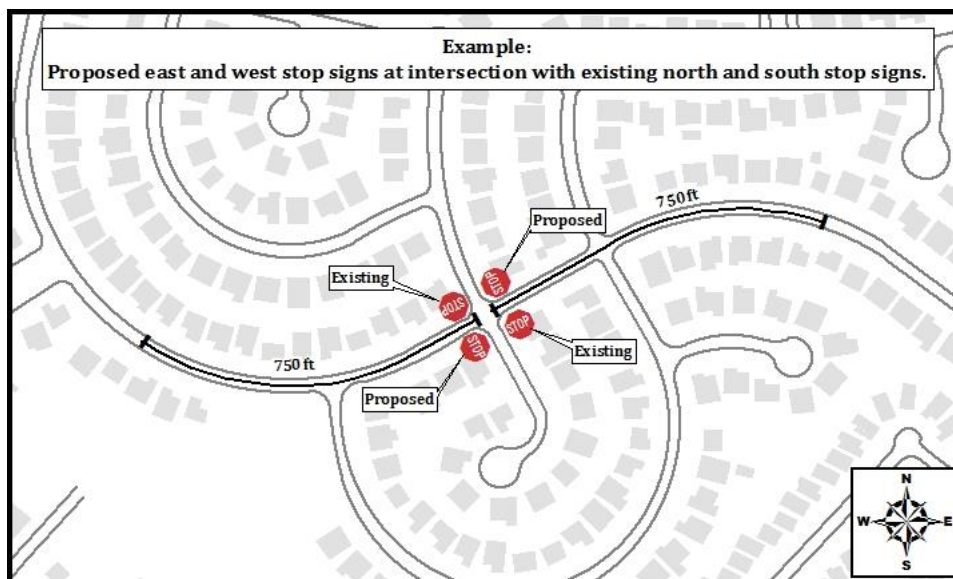 Example:
Proposed east and west stop signs at intersection with existing north and south stop signs.
750 ft
Proposed
STOP
Existing
STOP
STOP
Existing
STOP
750 ft
Proposed
N
W
E
S